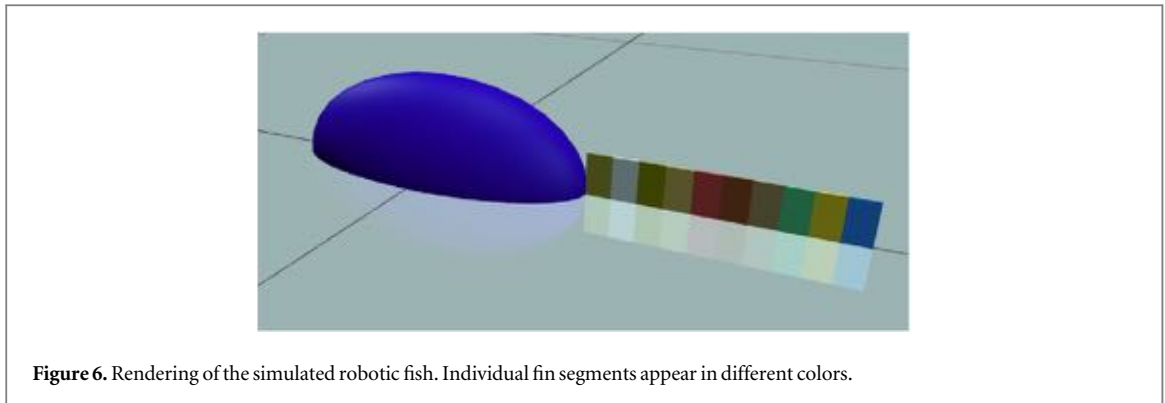 Figure 6. Rendering of the simulated robotic fish. Individual fin segments appear in different colors.